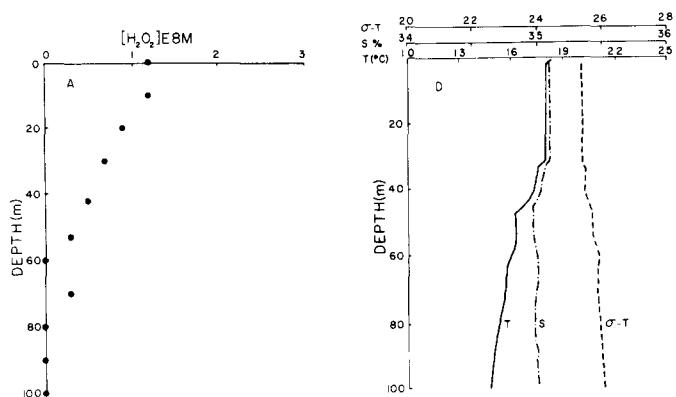 [H₂O₂]E8M
0 1 2 3
A
0
20
40
60
80
100
DEPTH(m)
σ-T 20 22 24 26 28
S % 34 35 36
T(°C) 10 13 16 19 22 25
D
0
20
40
60
80
100
DEPTH(m)
T S σ-T